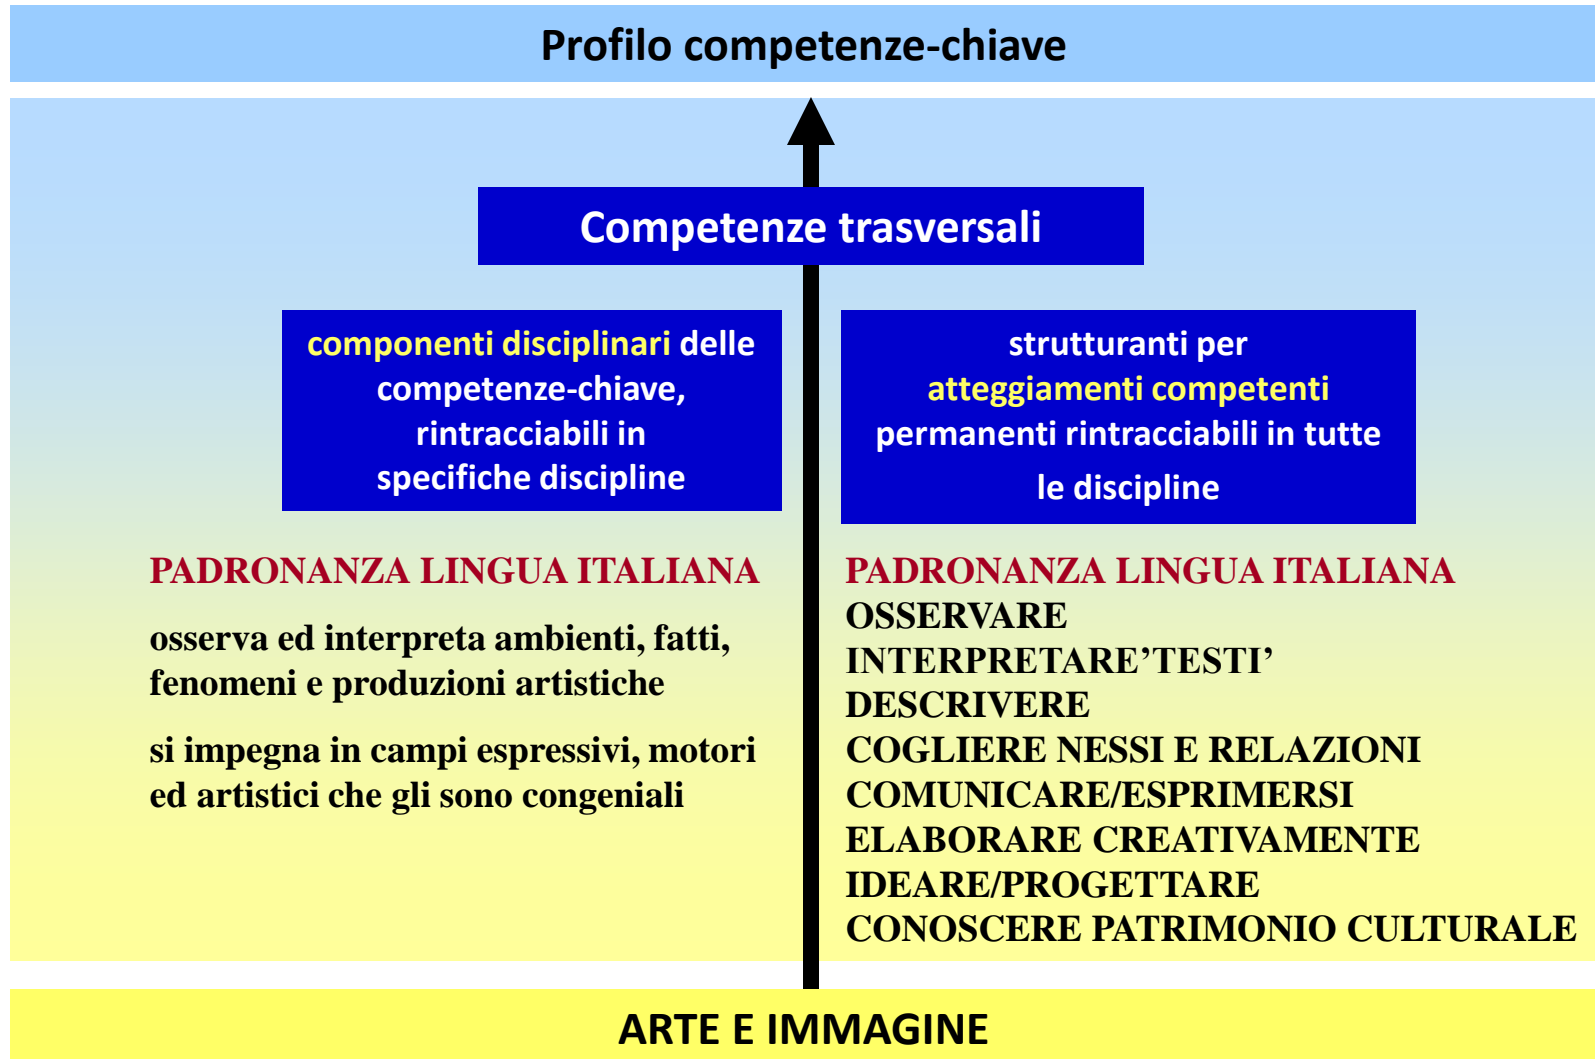 Profilo competenze-chiave
Competenze trasversali
componenti disciplinari delle
competenze-chiave,
rintracciabili in
specifiche discipline
strutturanti per
atteggiamenti competenti
permanenti rintracciabili in tutte
le discipline
PADRONANZA LINGUA ITALIANA
osserva ed interpreta ambienti, fatti,
fenomeni e produzioni artistiche
si impegna in campi espressivi, motori
ed artistici che gli sono congeniali
PADRONANZA LINGUA ITALIANA
OSSERVARE
INTERPRETARE’TESTI’
DESCRIVERE
COGLIERE NESSI E RELAZIONI
COMUNICARE/ESPRIMERSI
ELABORARE CREATIVAMENTE
IDEARE/PROGETTARE
CONOSCERE PATRIMONIO CULTURALE
ARTE E IMMAGINE